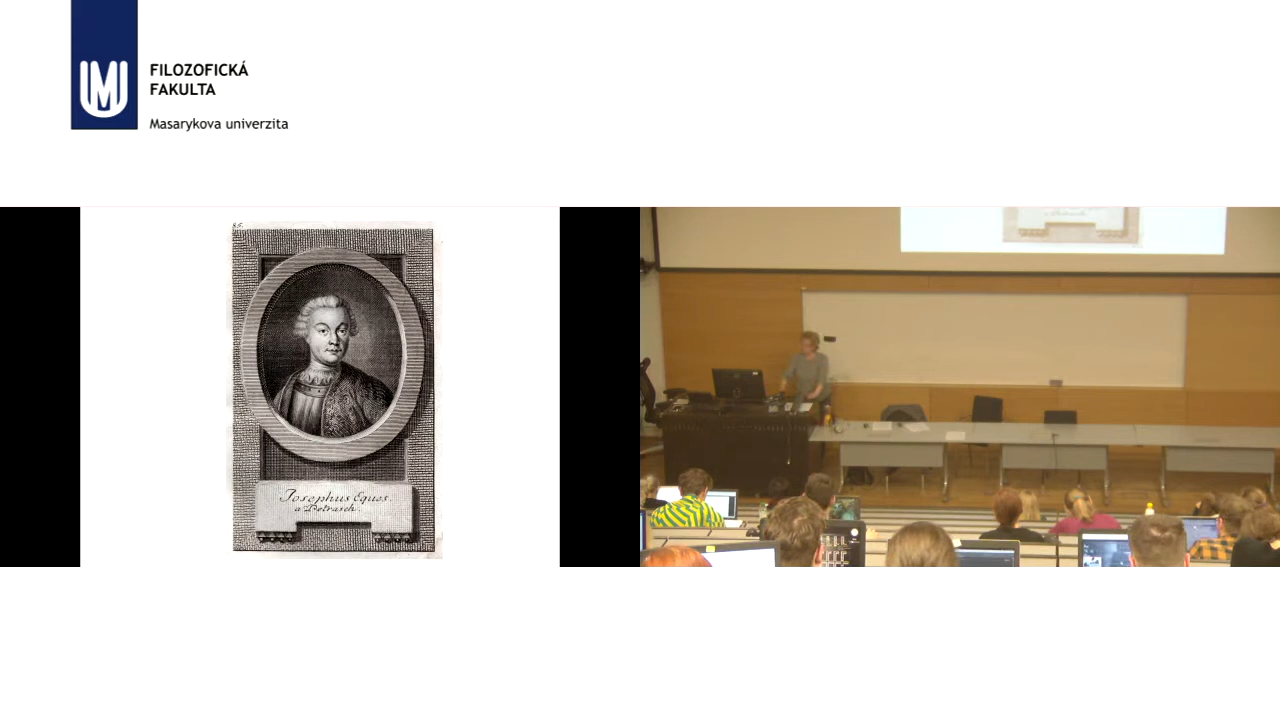 FILOZOFICKÁ
FAKULTA
Masarykova univerzita
Josephus Eques.
a Petrasch.